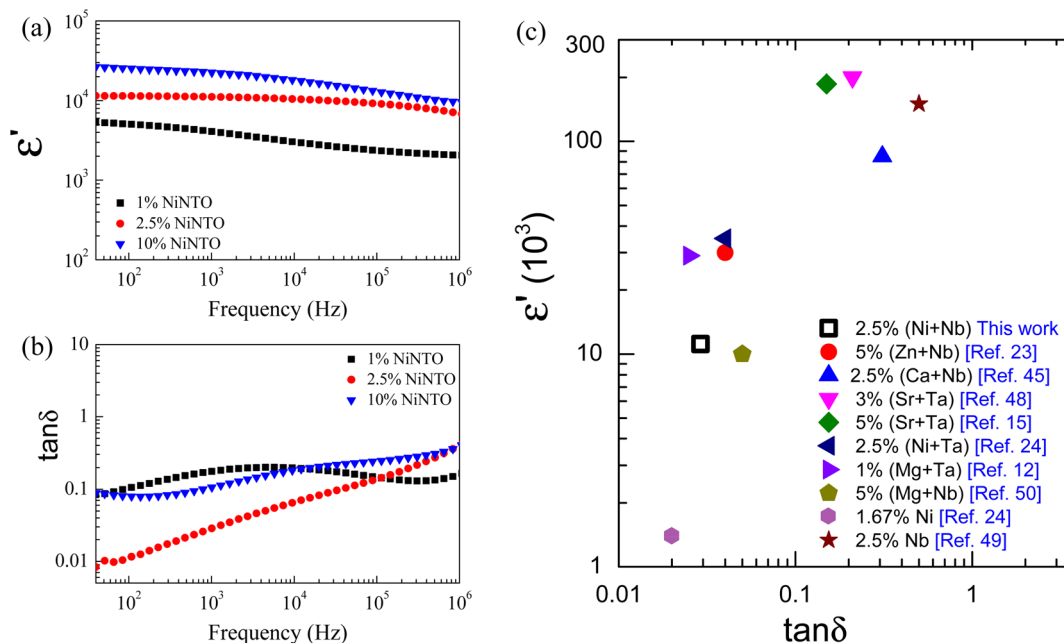 (a)
10^5
10^4
10^3
10^2
ε'
1% NiNTO
2.5% NiNTO
10% NiNTO
10^2 10^3 10^4 10^5 10^6
Frequency (Hz)
(b)
10
1
0.1
0.01
tanδ
1% NiNTO
2.5% NiNTO
10% NiNTO
10^2 10^3 10^4 10^5 10^6
Frequency (Hz)
(c)
300
100
10
1
ε' (10^3)
2.5% (Ni+Nb) This work
5% (Zn+Nb) [Ref. 23]
2.5% (Ca+Nb) [Ref. 45]
3% (Sr+Ta) [Ref. 48]
5% (Sr+Ta) [Ref. 15]
2.5% (Ni+Ta) [Ref. 24]
1% (Mg+Ta) [Ref. 12]
5% (Mg+Nb) [Ref. 50]
1.67% Ni [Ref. 24]
2.5% Nb [Ref. 49]
0.01 0.1 1
tanδ